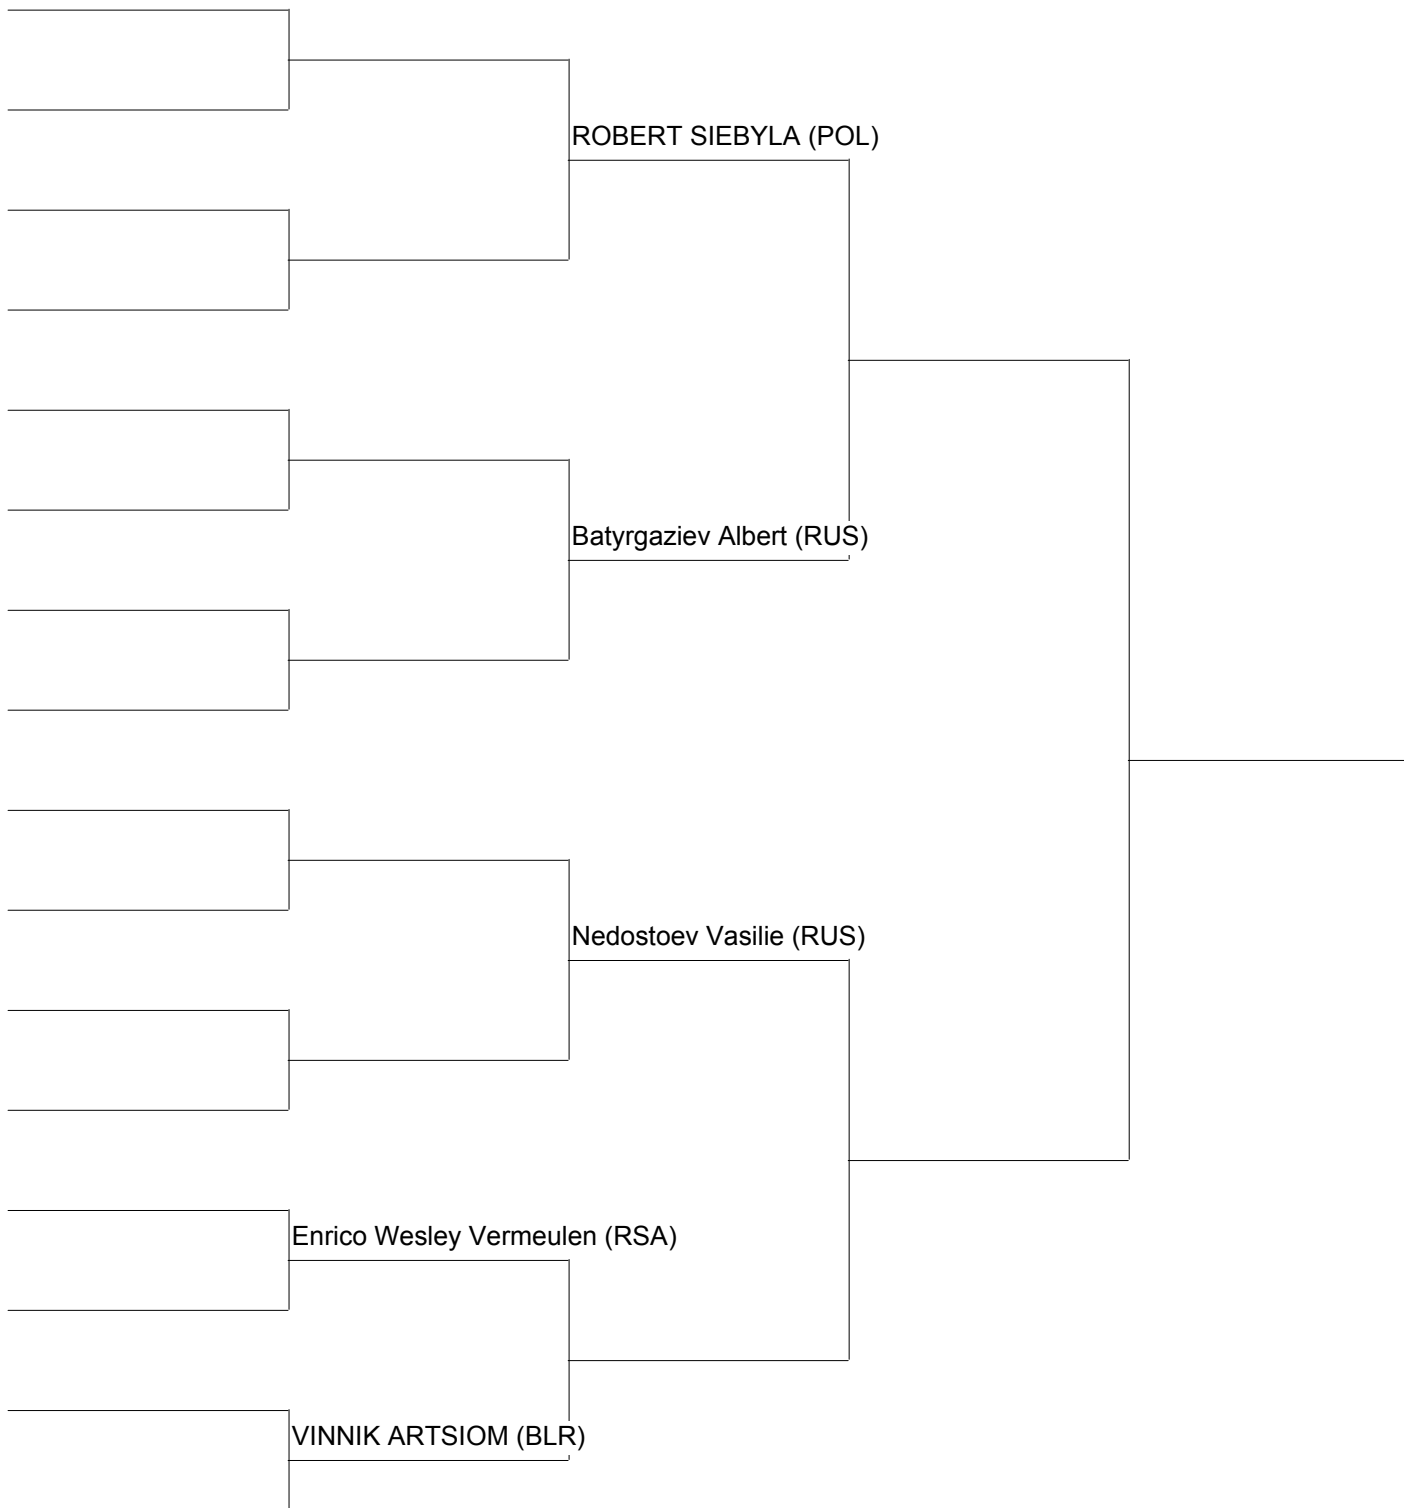 ROBERT SIEBYLA (POL)
Batyrgaziev Albert (RUS)
Nedostoev Vasilie (RUS)
Enrico Wesley Vermeulen (RSA)
VINNIK ARTSIOM (BLR)